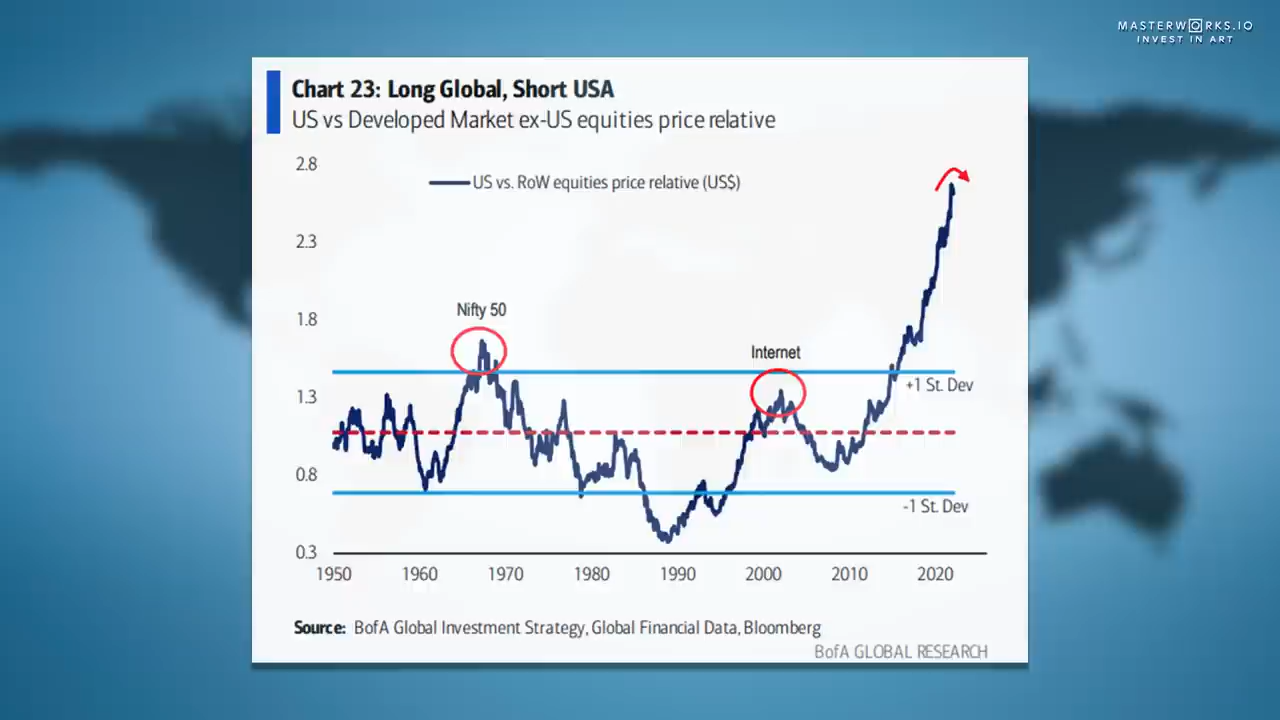 MASTERWORKS.IO
INVEST IN ART
Chart 23: Long Global, Short USA
US vs Developed Market ex-US equities price relative
2.8
US vs. RoW equities price relative (US$)
2.3
Nifty 50
1.8
Internet
+1 St. Dev
1.3
0.8
-1 St. Dev
0.3
1950 1960 1970 1980 1990 2000 2010 2020
Source: BofA Global Investment Strategy, Global Financial Data, Bloomberg
BofA GLOBAL RESEARCH